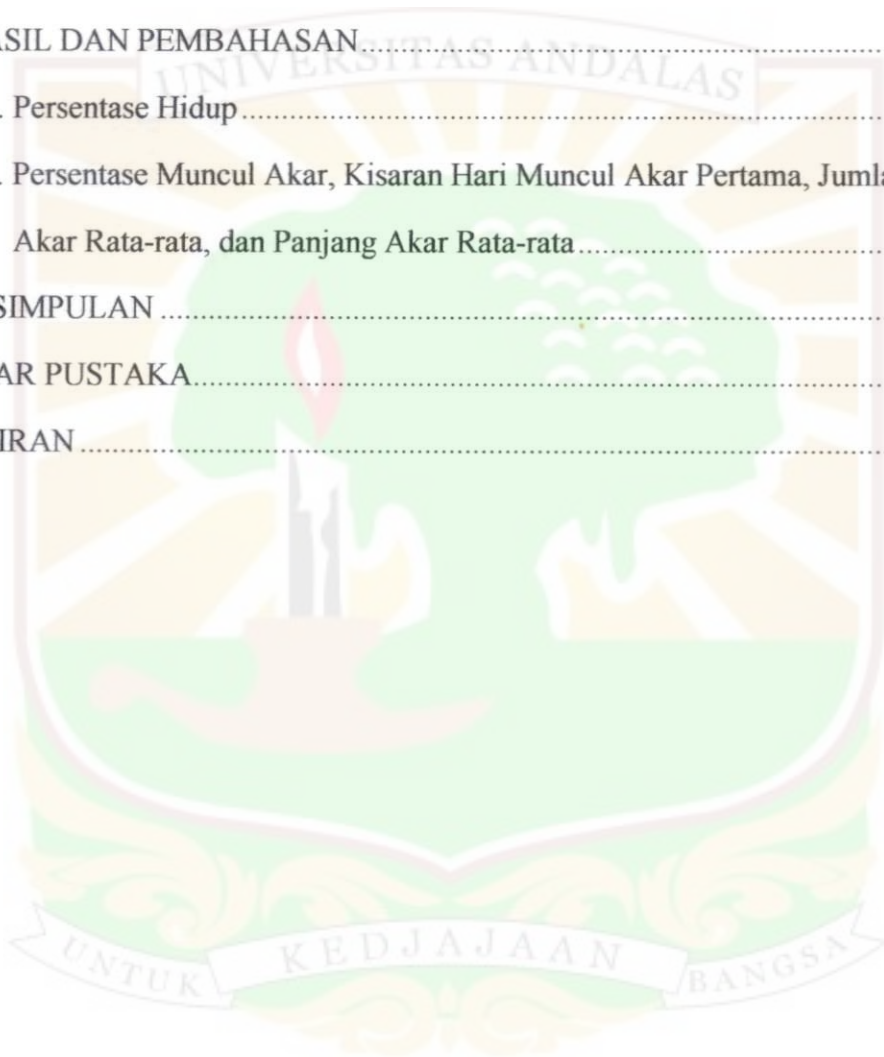 ASIL DAN PEMBAHASAN
UNIVERSITAS ANDALAS
. Persentase Hidup
. Persentase Muncul Akar, Kisaran Hari Muncul Akar Pertama, Jumla
Akar Rata-rata, dan Panjang Akar Rata-rata
SIMPULAN
AR PUSTAKA
IRAN
UNTUK KEDJAJAAN BANGSA